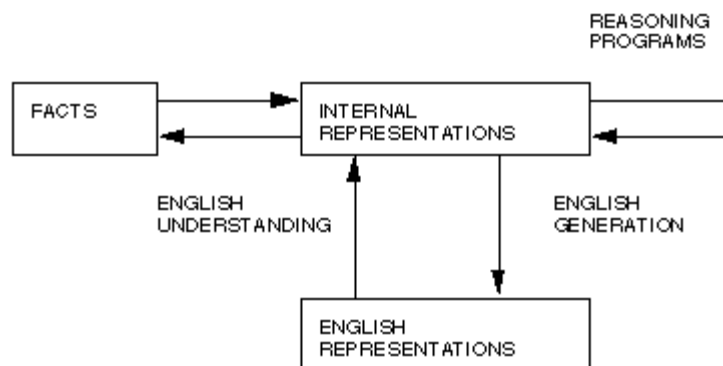 REASONING
PROGRAMS
FACTS
INTERNAL
REPRESENTATIONS
ENGLISH
UNDERSTANDING
ENGLISH
GENERATION
ENGLISH
REPRESENTATIONS